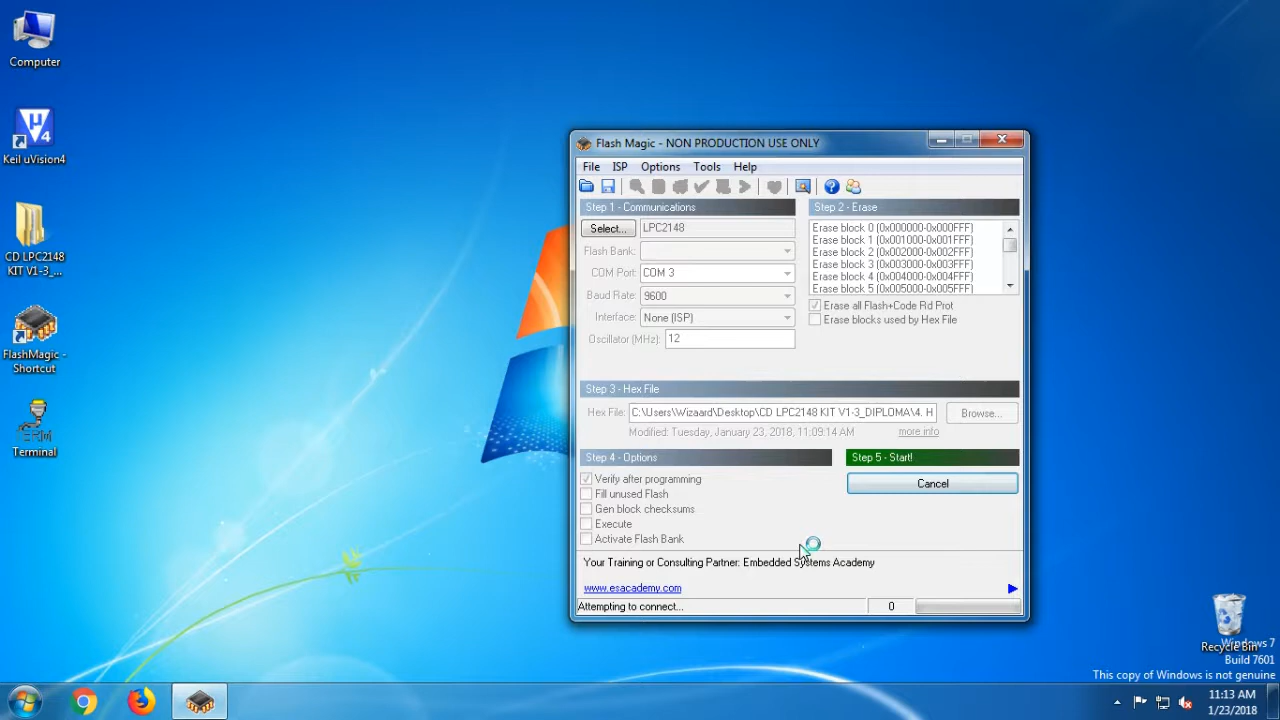 Computer
Keil uVision4
CD LPC2148
KIT V1-3_...
FlashMagic -
Shortcut
TERM
Terminal
Flash Magic - NON PRODUCTION USE ONLY
File ISP Options Tools Help
Step 1 - Communications
Select... LPC2148
Flash Bank:
COM Port: COM 3
Baud Rate: 9600
Interface: None (ISP)
Oscillator (MHz): 12
Step 2 - Erase
Erase block 0 (0x000000-0x000FFF)
Erase block 1 (0x001000-0x001FFF)
Erase block 2 (0x002000-0x002FFF)
Erase block 3 (0x003000-0x003FFF)
Erase block 4 (0x004000-0x004FFF)
Erase block 5 (0x005000-0x005FFF)
Erase all Flash+Code Rd Prot
Erase blocks used by Hex File
Step 3 - Hex File
Hex File: C:\Users\Wizaard\Desktop\CD LPC2148 KIT V1-3_DIPLOMA\4. H Browse...
Modified: Tuesday, January 23, 2018, 11:09:14 AM more info
Step 4 - Options
Verify after programming
Fill unused Flash
Gen block checksums
Execute
Activate Flash Bank
Step 5 - Start!
Cancel
Your Training or Consulting Partner: Embedded Systems Academy
www.esacademy.com
Attempting to connect... 0
Recycle Bin
Windows 7
Build 7601
This copy of Windows is not genuine
11:13 AM
1/23/2018